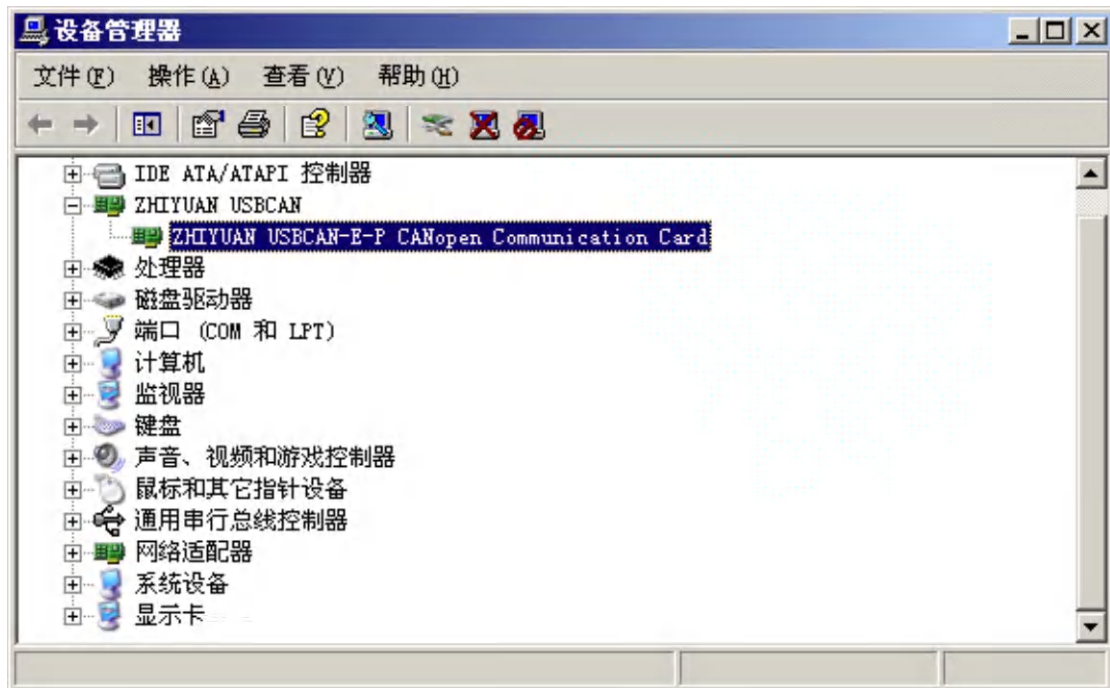 设备管理器
文件(F) 操作(A) 查看(V) 帮助(H)
IDE ATA/ATAPI 控制器
ZHIYUAN USBCAN
ZHIYUAN USBCAN-E-P CANopen Communication Card
处理器
磁盘驱动器
端口 (COM 和 LPT)
计算机
监视器
键盘
声音、视频和游戏控制器
鼠标和其它指针设备
通用串行总线控制器
网络适配器
系统设备
显示卡